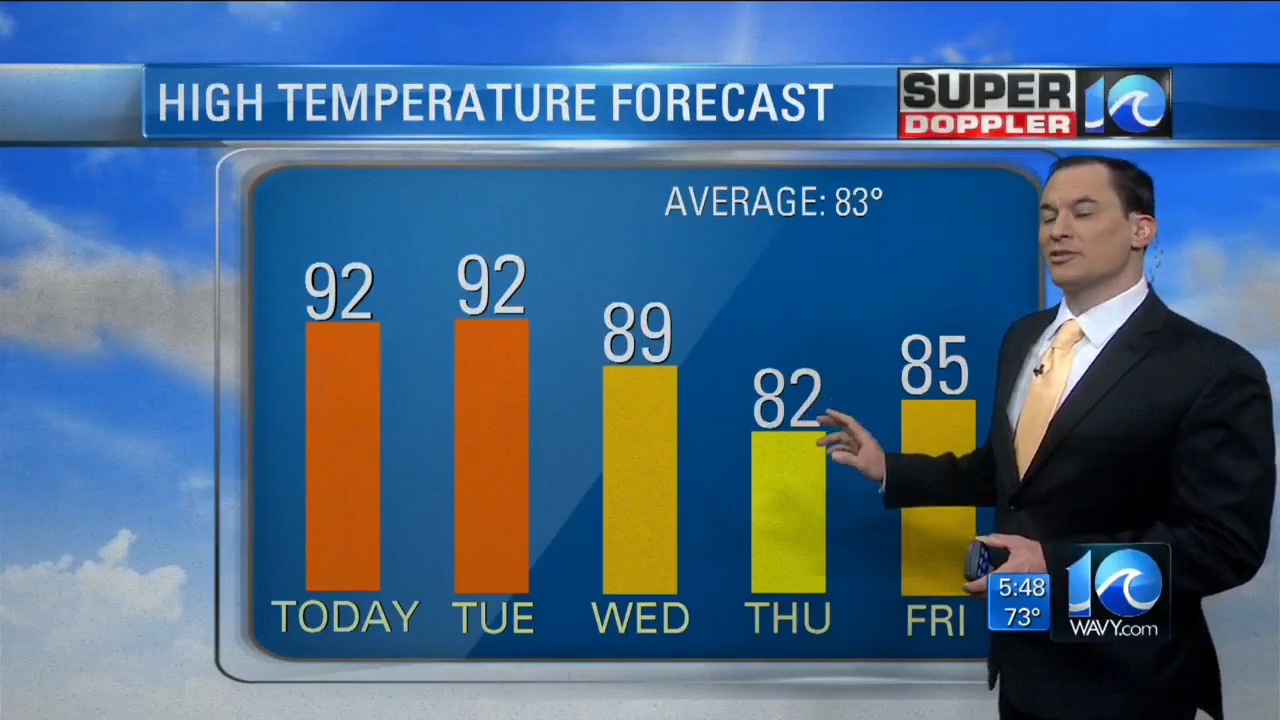 HIGH TEMPERATURE FORECAST
SUPER
DOPPLER
10
AVERAGE: 83°
92
92
89
82
85
TODAY
TUE
WED
THU
FRI
5:48
73°
10
WAVY.com